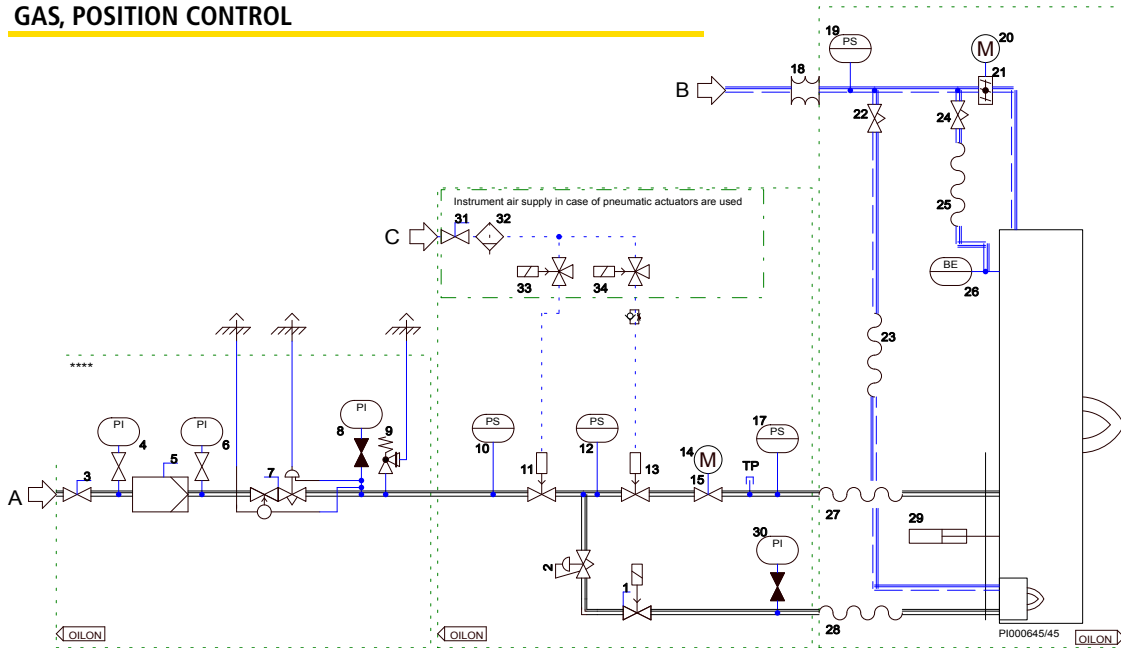 GAS, POSITION CONTROL
19
PS
M
20
18
21
B
22
24
Instrument air supply in case of pneumatic actuators are used
31
32
25
C
33
34
BE
26
23
****
PI
4
PI
6
PI
8
9
PS
10
PS
12
14
M
17
PS
3
5
7
11
13
15
TP
A
27
29
30
PI
2
1
28
OILON
OILON
PI000645/45
OILON